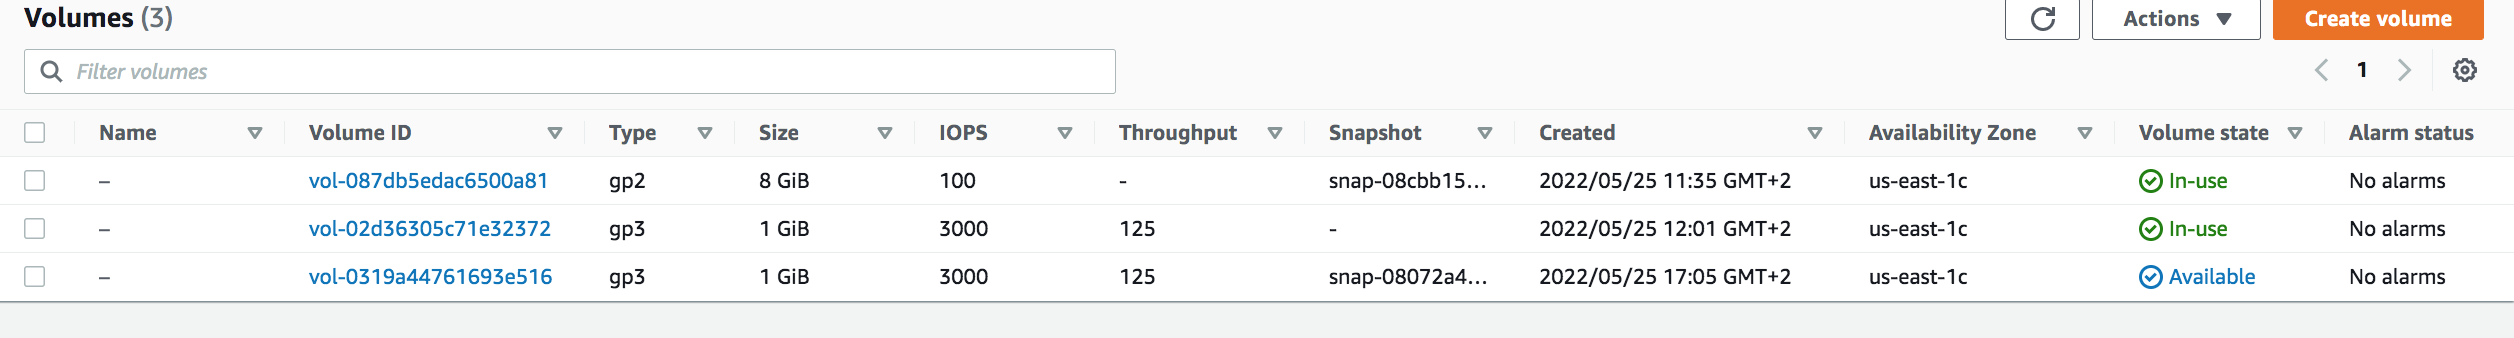 Volumes (3)
Actions
Create volume
Filter volumes
1
Name Volume ID Type Size IOPS Throughput Snapshot Created Availability Zone Volume state Alarm status
– vol-087db5edac6500a81 gp2 8 GiB 100 - snap-08cbb15... 2022/05/25 11:35 GMT+2 us-east-1c In-use No alarms
– vol-02d36305c71e32372 gp3 1 GiB 3000 125 - 2022/05/25 12:01 GMT+2 us-east-1c In-use No alarms
– vol-0319a44761693e516 gp3 1 GiB 3000 125 snap-08072a4... 2022/05/25 17:05 GMT+2 us-east-1c Available No alarms